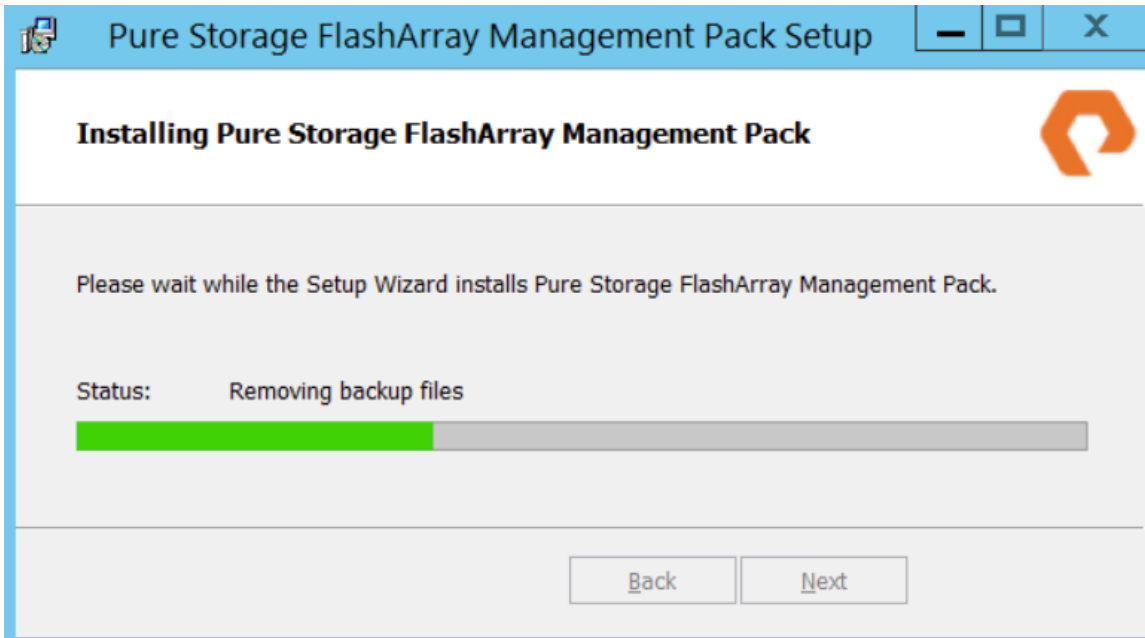 Pure Storage FlashArray Management Pack Setup
Installing Pure Storage FlashArray Management Pack
Please wait while the Setup Wizard installs Pure Storage FlashArray Management Pack.
Status: Removing backup files
Back Next